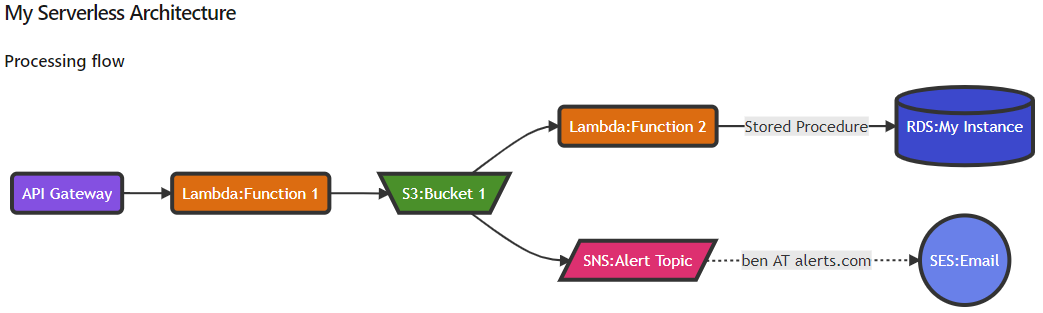 My Serverless Architecture
Processing flow
API Gateway
Lambda:Function 1
S3:Bucket 1
Lambda:Function 2
Stored Procedure
RDS:My Instance
SNS:Alert Topic
ben AT alerts.com
SES:Email